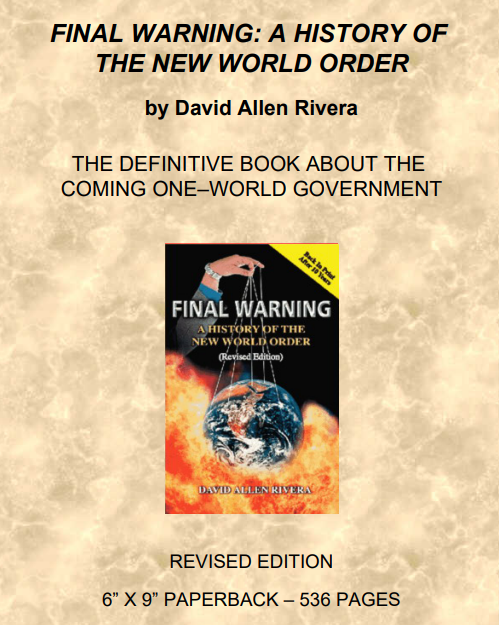 FINAL WARNING: A HISTORY OF
THE NEW WORLD ORDER
by David Allen Rivera
THE DEFINITIVE BOOK ABOUT THE
COMING ONE–WORLD GOVERNMENT
Back In Print
After 10 Years
FINAL WARNING
A HISTORY OF THE
NEW WORLD ORDER
(Revised Edition)
DAVID ALLEN RIVERA
REVISED EDITION
6” X 9” PAPERBACK – 536 PAGES